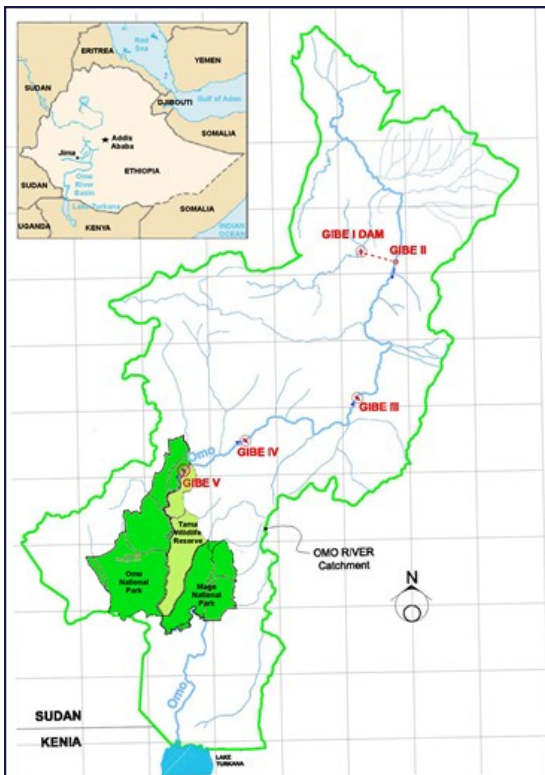 Red
Sea
ERITREA
YEMEN
SUDAN
DJIBOUTI
Gulf of Aden
Addis
Ababa
SOMALIA
Jima
Omo
River
Basin
ETHIOPIA
SUDAN
Lake Turkana
SOMALIA
UGANDA
KENYA
INDIAN
OCEAN
GIBE I DAM
GIBE II
GIBE III
GIBE IV
Omo
GIBE V
Tama
Wildlife
Reserve
OMO RIVER
Catchment
Omo
National
Park
Mago
National
Park
N
Omo
SUDAN
KENIA
LAKE
TURKANA